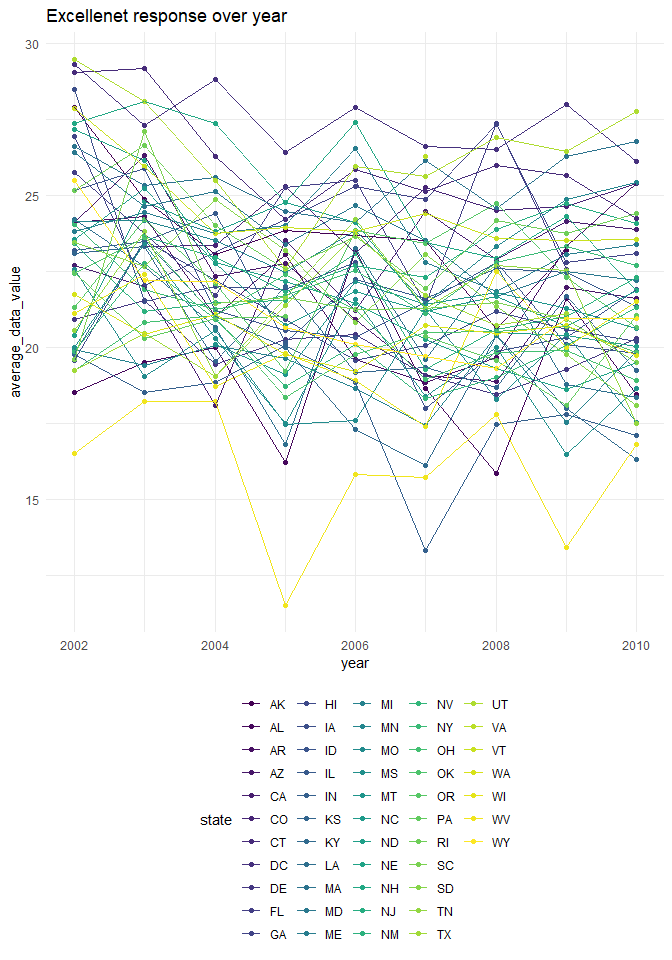 Excellenet response over year
30
25
20
15
average_data_value
2002 2004 2006 2008 2010
year
state
AK HI MI NV UT
AL IA MN NY VA
AR ID MO OH VT
AZ IL MS OK WA
CA IN MT OR WI
CO KS NC PA WV
CT KY ND RI WY
DC LA NE SC
DE MA NH SD
FL MD NJ TN
GA ME NM TX